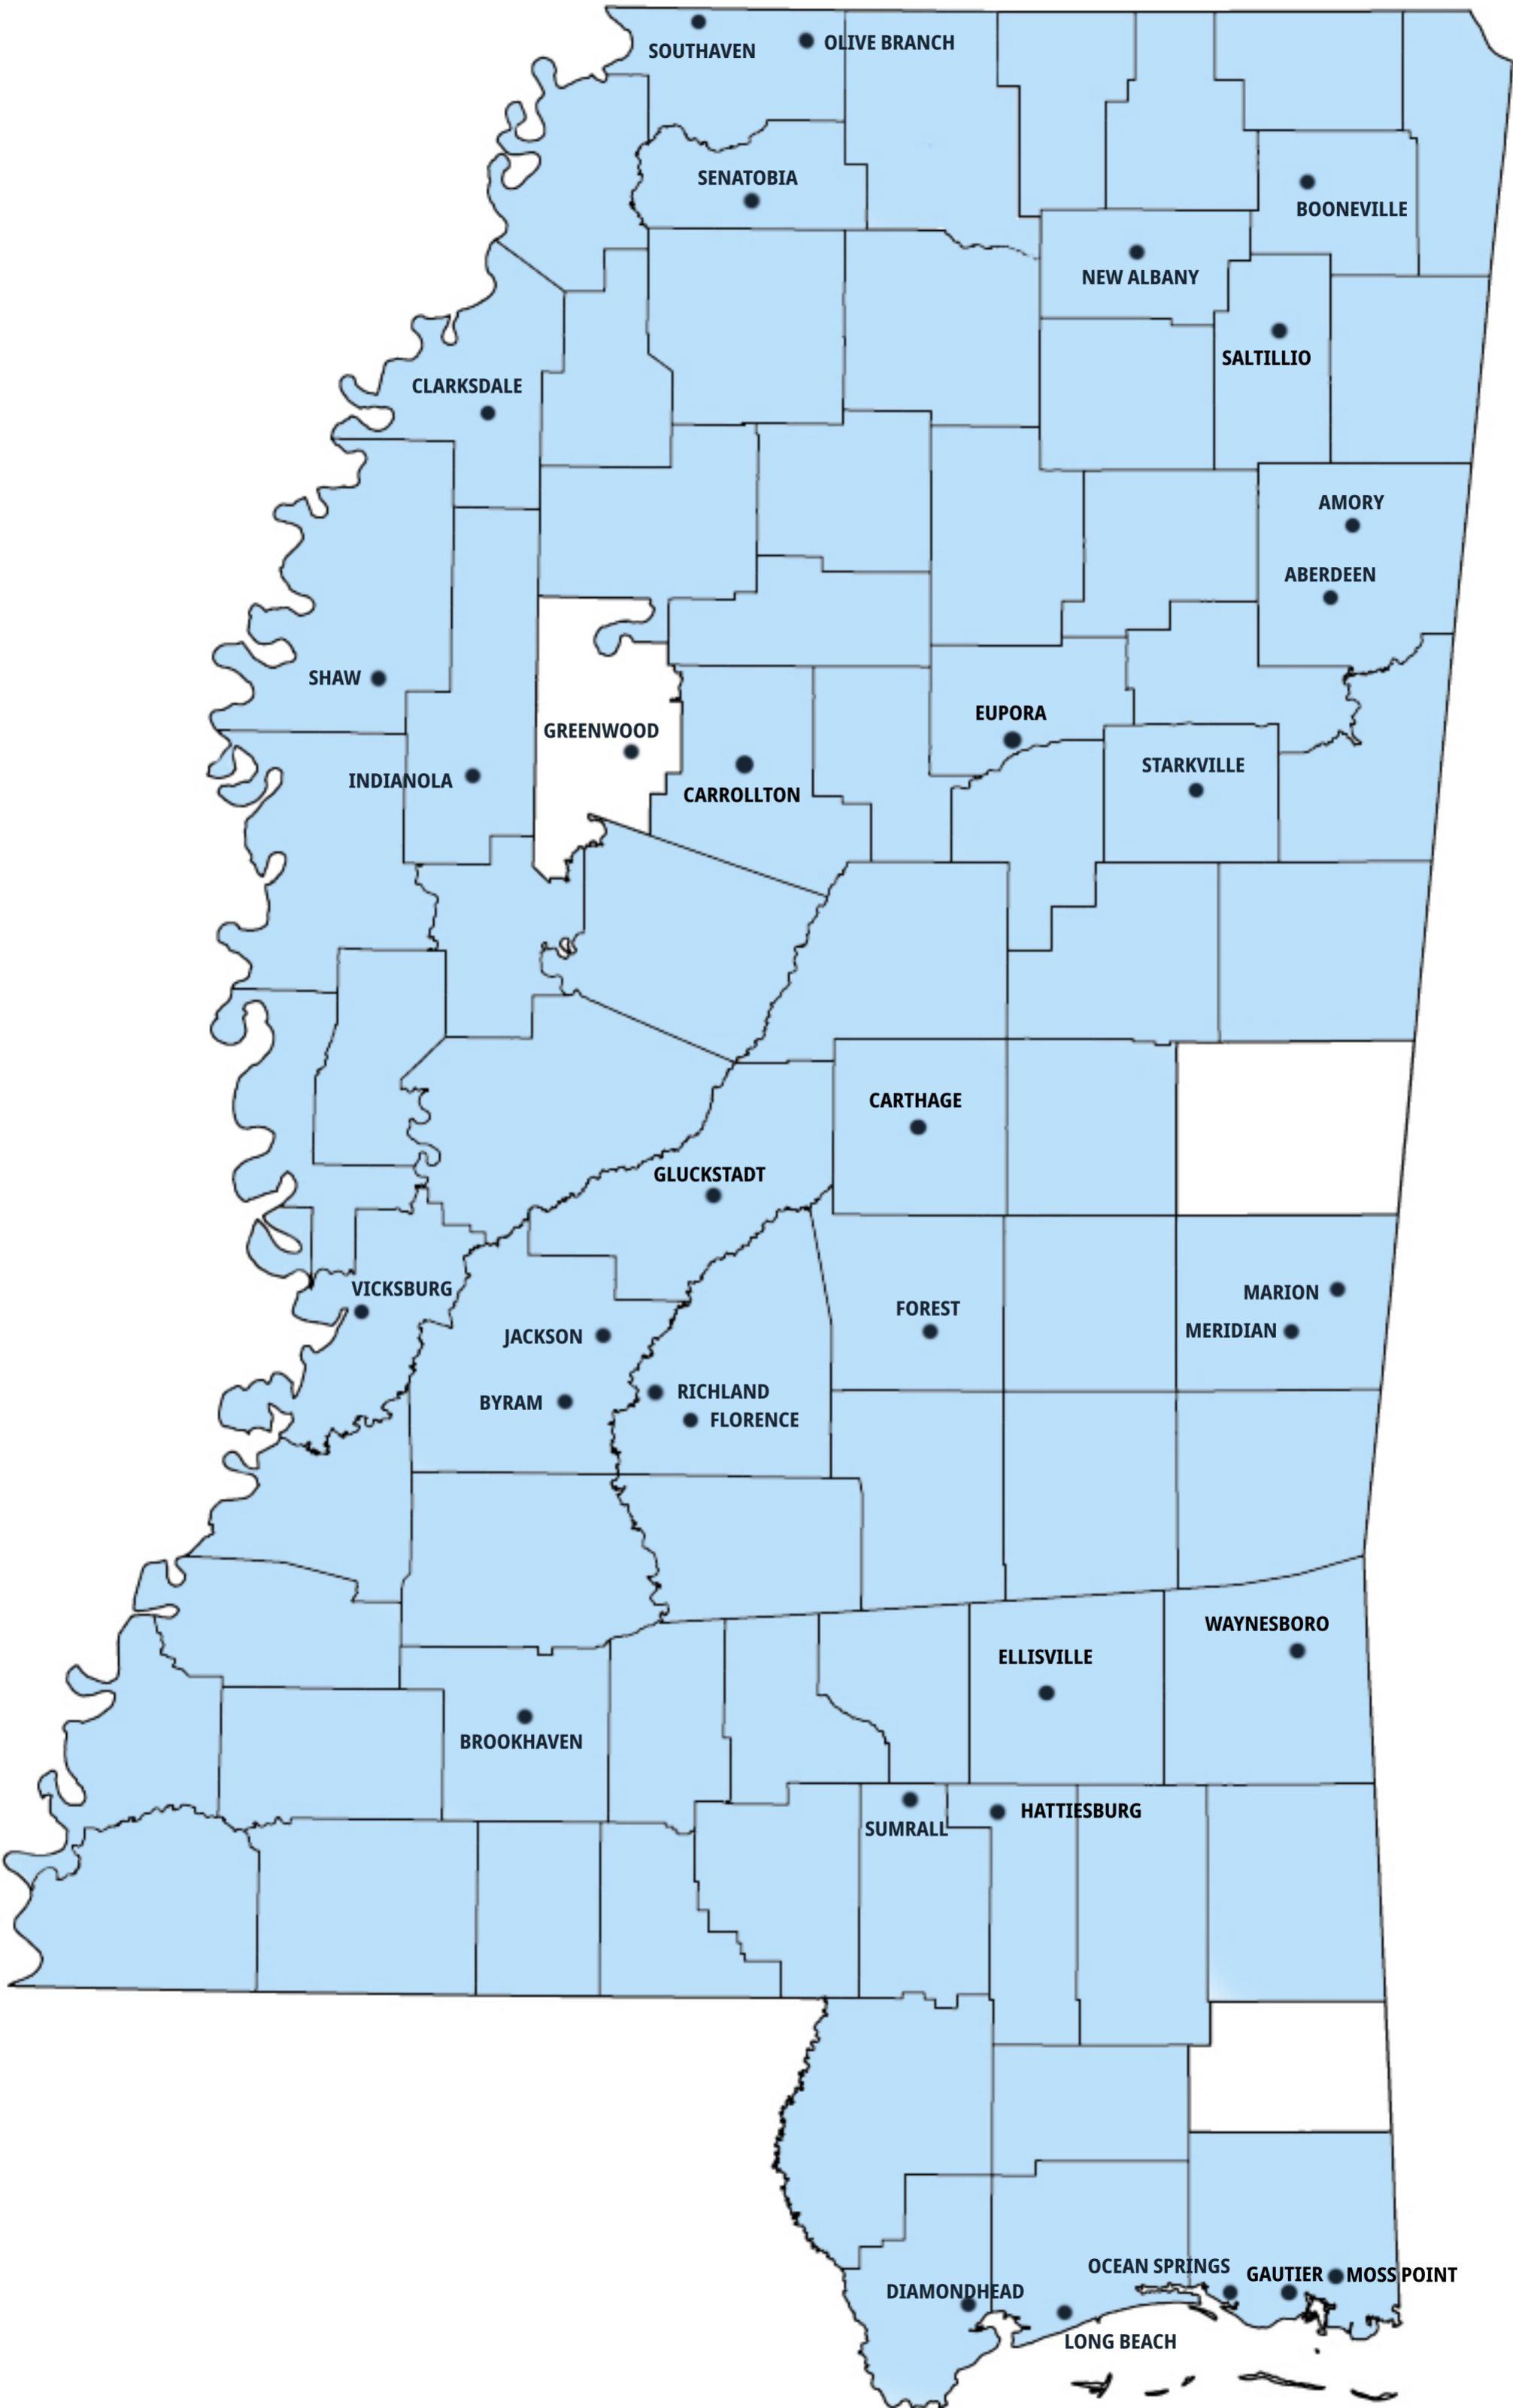 SOUTHAVEN
OLIVE BRANCH
SENATOBIA
BOONEVILLE
NEW ALBANY
SALTILLIO
CLARKSDALE
AMORY
ABERDEEN
SHAW
EUPORA
GREENWOOD
STARKVILLE
INDIANOLA
CARROLLTON
CARTHAGE
GLUCKSTADT
VICKSBURG
MARION
FOREST
MERIDIAN
JACKSON
RICHLAND
BYRAM
FLORENCE
WAYNESBORO
ELLISVILLE
BROOKHAVEN
HATTIESBURG
SUMRALL
OCEAN SPRINGS
GAUTIER
MOSS POINT
DIAMONDHEAD
LONG BEACH